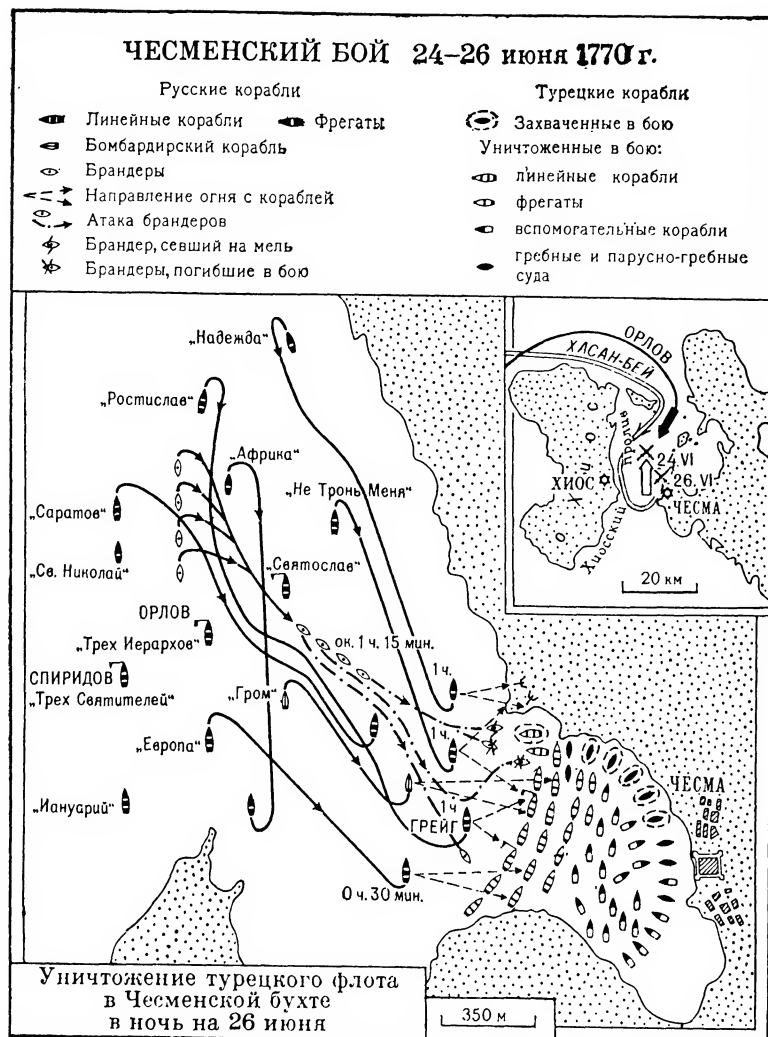 ЧЕСМЕНСКИЙ БОЙ 24–26 июня 1770 г.
Русские корабли
Линейные корабли
Фрегаты
Бомбардирский корабль
Брандеры
Направление огня с кораблей
Атака брандеров
Брандер, севший на мель
Брандеры, погибшие в бою
Турецкие корабли
Захваченные в бою
Уничтоженные в бою:
линейные корабли
фрегаты
вспомогательные корабли
гребные и парусно-гребные
суда
„Надежда“
„Ростислав“
„Африка“
„Не Тронь Меня“
„Саратов“
„Св. Николай“
„Святослав“
ОРЛОВ
„Трех Иерархов“
ок. 1 ч. 15 мин.
СПИРИДОВ
„Трех Святителей“
„Гром“
1 ч.
„Европа“
1 ч.
„Иануарий“
1 ч
ГРЕЙГ
0 ч. 30 мин.
ЧЕСМА
ОРЛОВ
ХАСАН-БЕЙ
ХИОС
Хиосский
пролив
24.VI
26.VI
ХИОС
ЧЕСМА
20 км
Уничтожение турецкого флота
в Чесменской бухте
в ночь на 26 июня
350 м